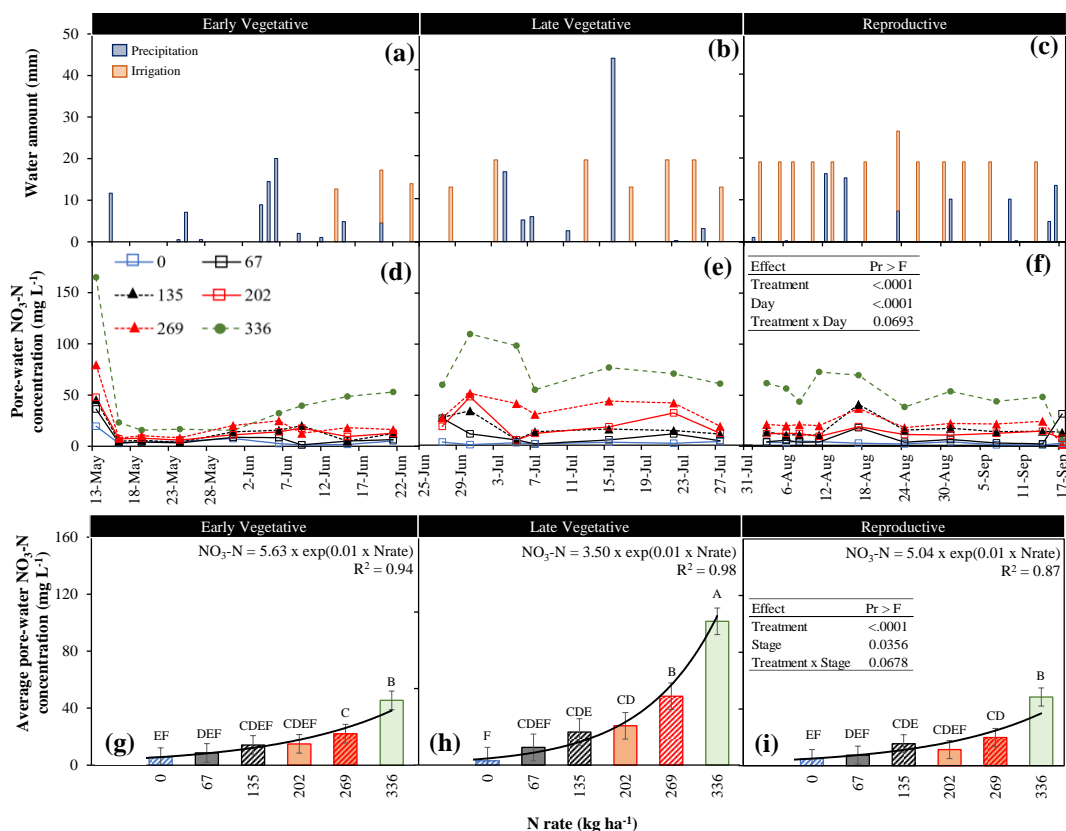 Early Vegetative Late Vegetative Reproductive
Water amount (mm)
50
40
30
20
10
0
Precipitation
Irrigation
(a)
(b)
(c)
Pore-water NO3-N
concentration (mg L-1)
150
100
50
0
(d)
0 67
135 202
269 336
(e)
(f)
Effect Pr > F
Treatment <.0001
Day <.0001
Treatment x Day 0.0693
13-May 18-May 23-May 28-May 2-Jun 7-Jun 12-Jun 17-Jun 22-Jun
25-Jun 29-Jun 3-Jul 7-Jul 11-Jul 15-Jul 19-Jul 23-Jul 27-Jul
31-Jul 6-Aug 12-Aug 18-Aug 24-Aug 30-Aug 5-Sep 11-Sep 17-Sep
Early Vegetative Late Vegetative Reproductive
Average pore-water NO3-N
concentration (mg L-1)
160
120
80
40
0
NO3-N = 5.63 x exp(0.01 x Nrate)
R2 = 0.94
EF DEF CDEF CDEF C B
(g)
0 67 135 202 269 336
NO3-N = 3.50 x exp(0.01 x Nrate)
R2 = 0.98
F CDEF CDE CD B A
(h)
0 67 135 202 269 336
NO3-N = 5.04 x exp(0.01 x Nrate)
R2 = 0.87
Effect Pr > F
Treatment <.0001
Stage 0.0356
Treatment x Stage 0.0678
EF DEF CDE CDEF CD B
(i)
0 67 135 202 269 336
N rate (kg ha-1)